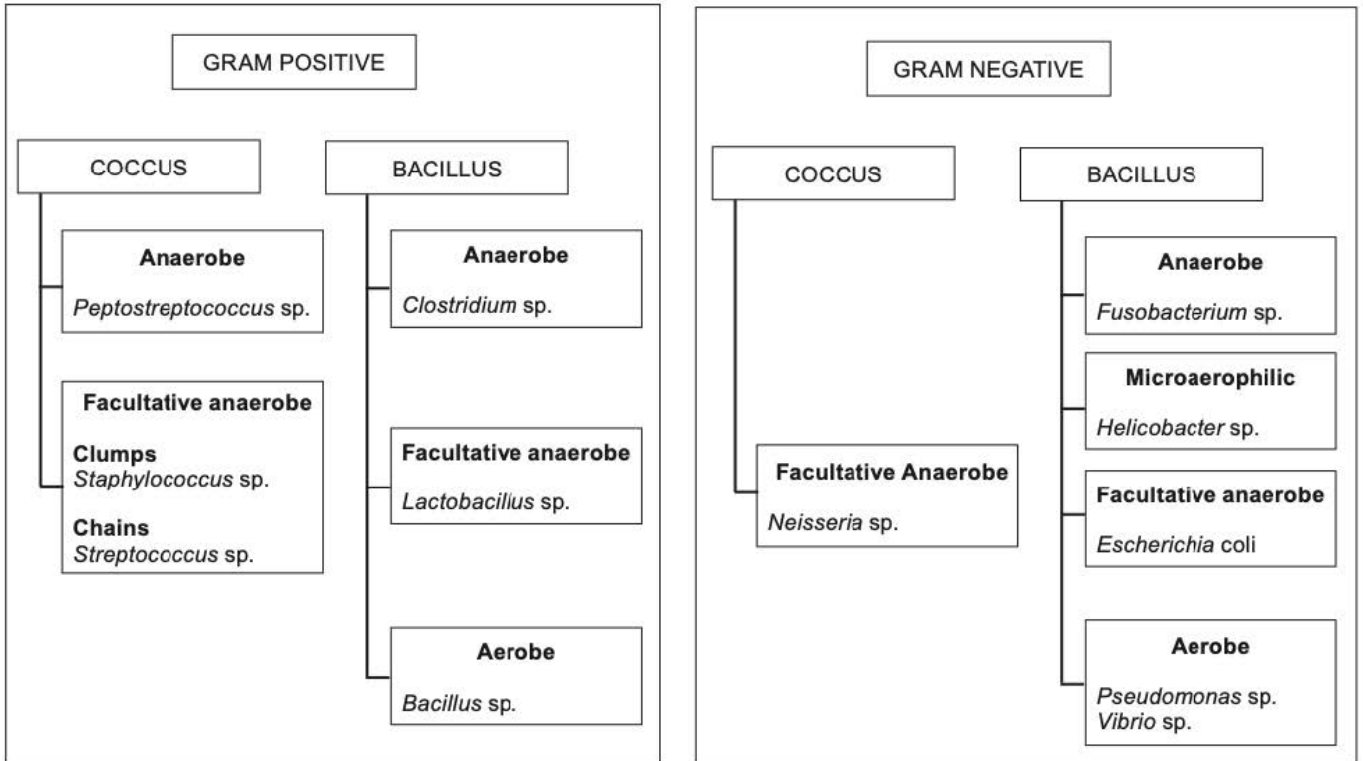 GRAM POSITIVE
COCCUS
Anaerobe
Peptostreptococcus sp.
Facultative anaerobe
Clumps
Staphylococcus sp.
Chains
Streptococcus sp.
BACILLUS
Anaerobe
Clostridium sp.
Facultative anaerobe
Lactobacillus sp.
Aerobe
Bacillus sp.
GRAM NEGATIVE
COCCUS
Facultative Anaerobe
Neisseria sp.
BACILLUS
Anaerobe
Fusobacterium sp.
Microaerophilic
Helicobacter sp.
Facultative anaerobe
Escherichia coli
Aerobe
Pseudomonas sp.
Vibrio sp.